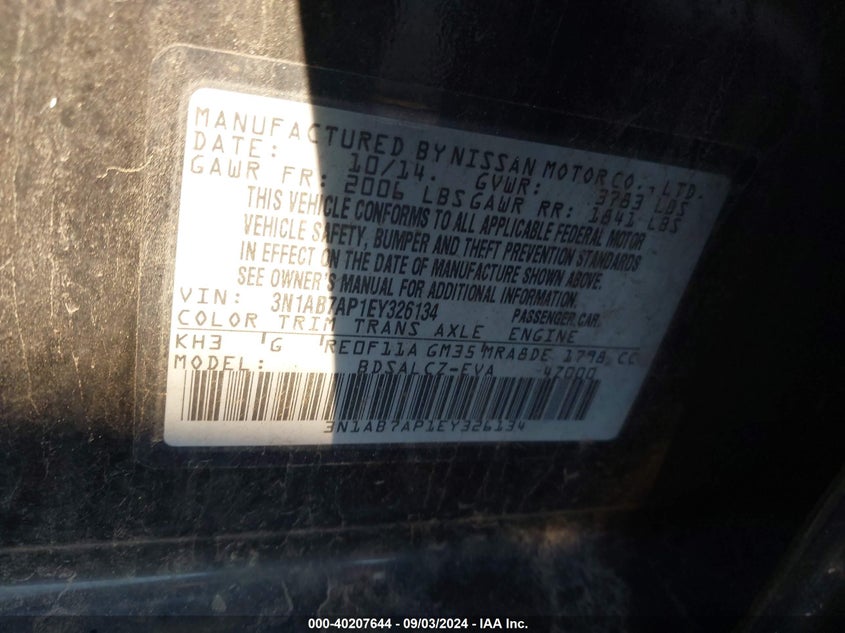 MANUFACTURED BY NISSAN MOTOR CO., LTD.
DATE: 10/14. GVWR: 3783 LBS
GAWR FR: 2006 LBS GAWR RR: 1841 LBS
THIS VEHICLE CONFORMS TO ALL APPLICABLE FEDERAL MOTOR
VEHICLE SAFETY, BUMPER AND THEFT PREVENTION STANDARDS
IN EFFECT ON THE DATE OF MANUFACTURE SHOWN ABOVE.
SEE OWNER'S MANUAL FOR ADDITIONAL INFORMATION.
VIN: 3N1AB7AP1EY326134 PASSENGER CAR
COLOR TRIM TRANS AXLE ENGINE
KH3 G RE0F11A GM35 MRA8DE 1798 CC
MODEL: BDSALCZ-EVA 47000
3N1AB7AP1EY326134
000-40207644 - 09/03/2024 - IAA Inc.